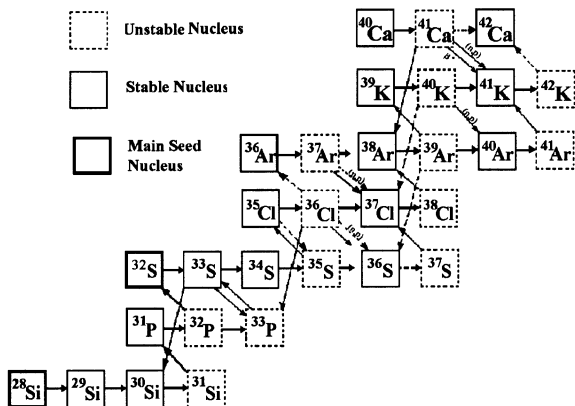 Unstable Nucleus
Stable Nucleus
Main Seed
Nucleus
40Ca 41Ca 42Ca
(n,p)
β+
39K 40K 41K 42K
(n,p)
36Ar 37Ar 38Ar 39Ar 40Ar 41Ar
(n,p)
35Cl 36Cl 37Cl 38Cl
(n,p)
32S 33S 34S 35S 36S 37S
31P 32P 33P
28Si 29Si 30Si 31Si